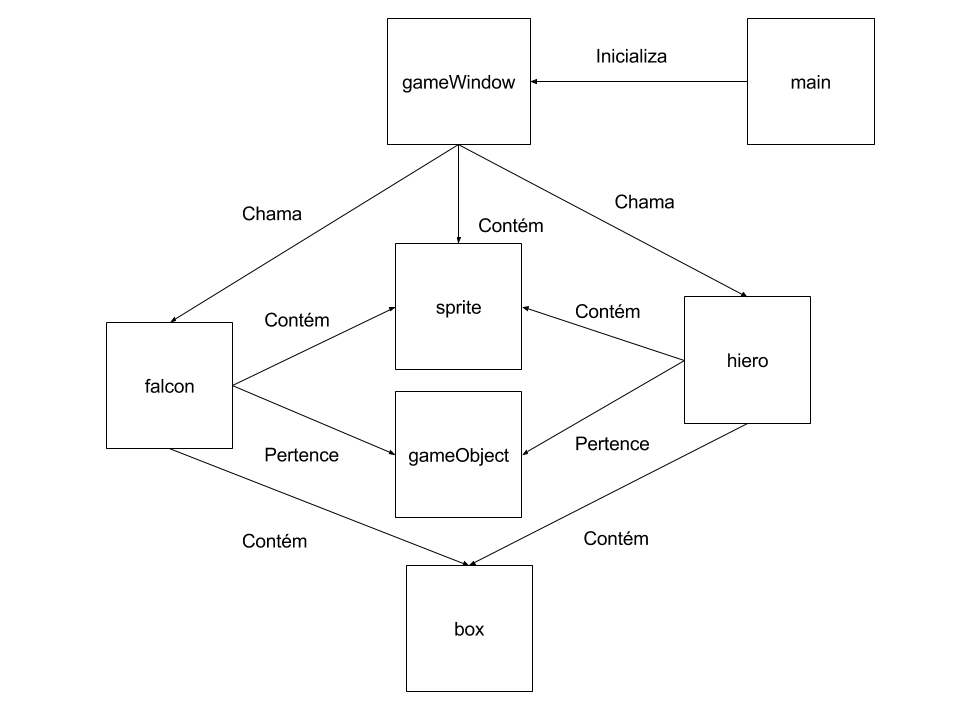 Inicializa
gameWindow
main
Chama
Chama
Contém
sprite
Contém
Contém
hiero
falcon
Pertence
gameObject
Pertence
Contém
Contém
box